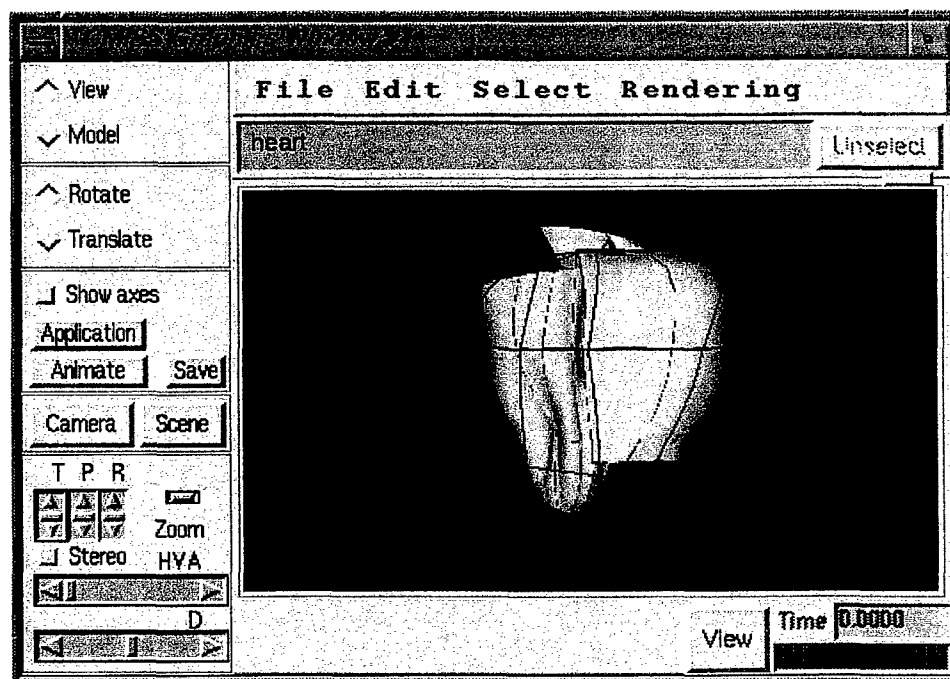 File Edit Select Rendering
heart
Unselect
View
Model
Rotate
Translate
Show axes
Application
Animate Save
Camera Scene
T P R
Zoom
Stereo HVA
D
View
Time 0.0000